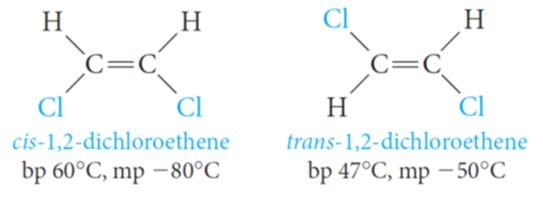 H H Cl H
C=C C=C
Cl Cl H Cl
cis-1,2-dichloroethene trans-1,2-dichloroethene
bp 60°C, mp −80°C bp 47°C, mp −50°C